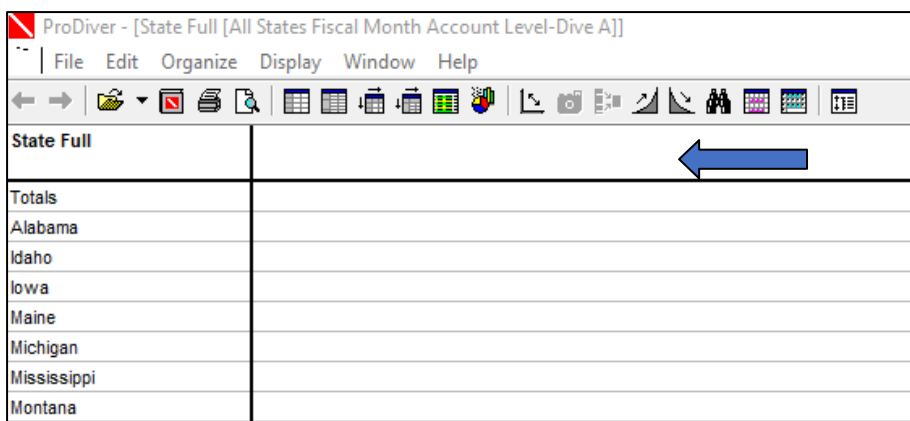 ProDiver - [State Full [All States Fiscal Month Account Level-Dive A]]
File Edit Organize Display Window Help
State Full
Totals
Alabama
Idaho
Iowa
Maine
Michigan
Mississippi
Montana